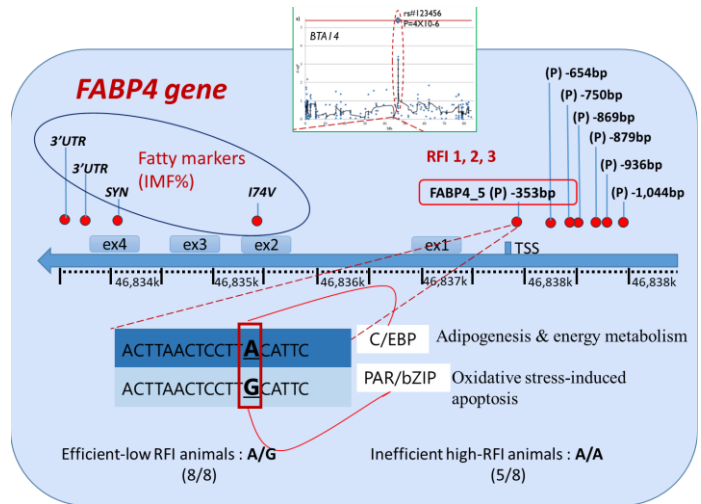 rs#123456
P=4X10-6
BTA14
FABP4 gene
3'UTR
3'UTR
SYN
Fatty markers
(IMF%)
I74V
RFI 1, 2, 3
FABP4_5 (P) -353bp
(P) -654bp
(P) -750bp
(P) -869bp
(P) -879bp
(P) -936bp
(P) -1,044bp
ex4
ex3
ex2
ex1
TSS
46,834k
46,835k
46,836k
46,837k
46,838k
46,838k
ACTTAACTCCTTACATTC
ACTTAACTCCTTGCATTC
C/EBP
Adipogenesis & energy metabolism
PAR/bZIP
Oxidative stress-induced
apoptosis
Efficient-low RFI animals : A/G
(8/8)
Inefficient high-RFI animals : A/A
(5/8)